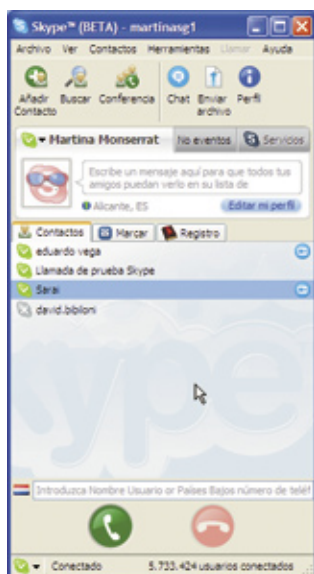 Skype™ (BETA) - martinasg1
Archivo Ver Contactos Herramientas Llamar Ayuda
Añadir Contacto Buscar Conferencia Chat Enviar archivo Perfil
Martina Monserrat No eventos Servicios
Escribe un mensaje aquí para que todos tus
amigos puedan verlo en su lista de
Alicante, ES Editar mi perfil
Contactos Marcar Registro
eduardo vega
Llamada de prueba Skype
Sarai
david.bibiloni
Introduzca Nombre Usuario or Países Bajos número de teléf
Conectado 5.733.424 usuarios conectados